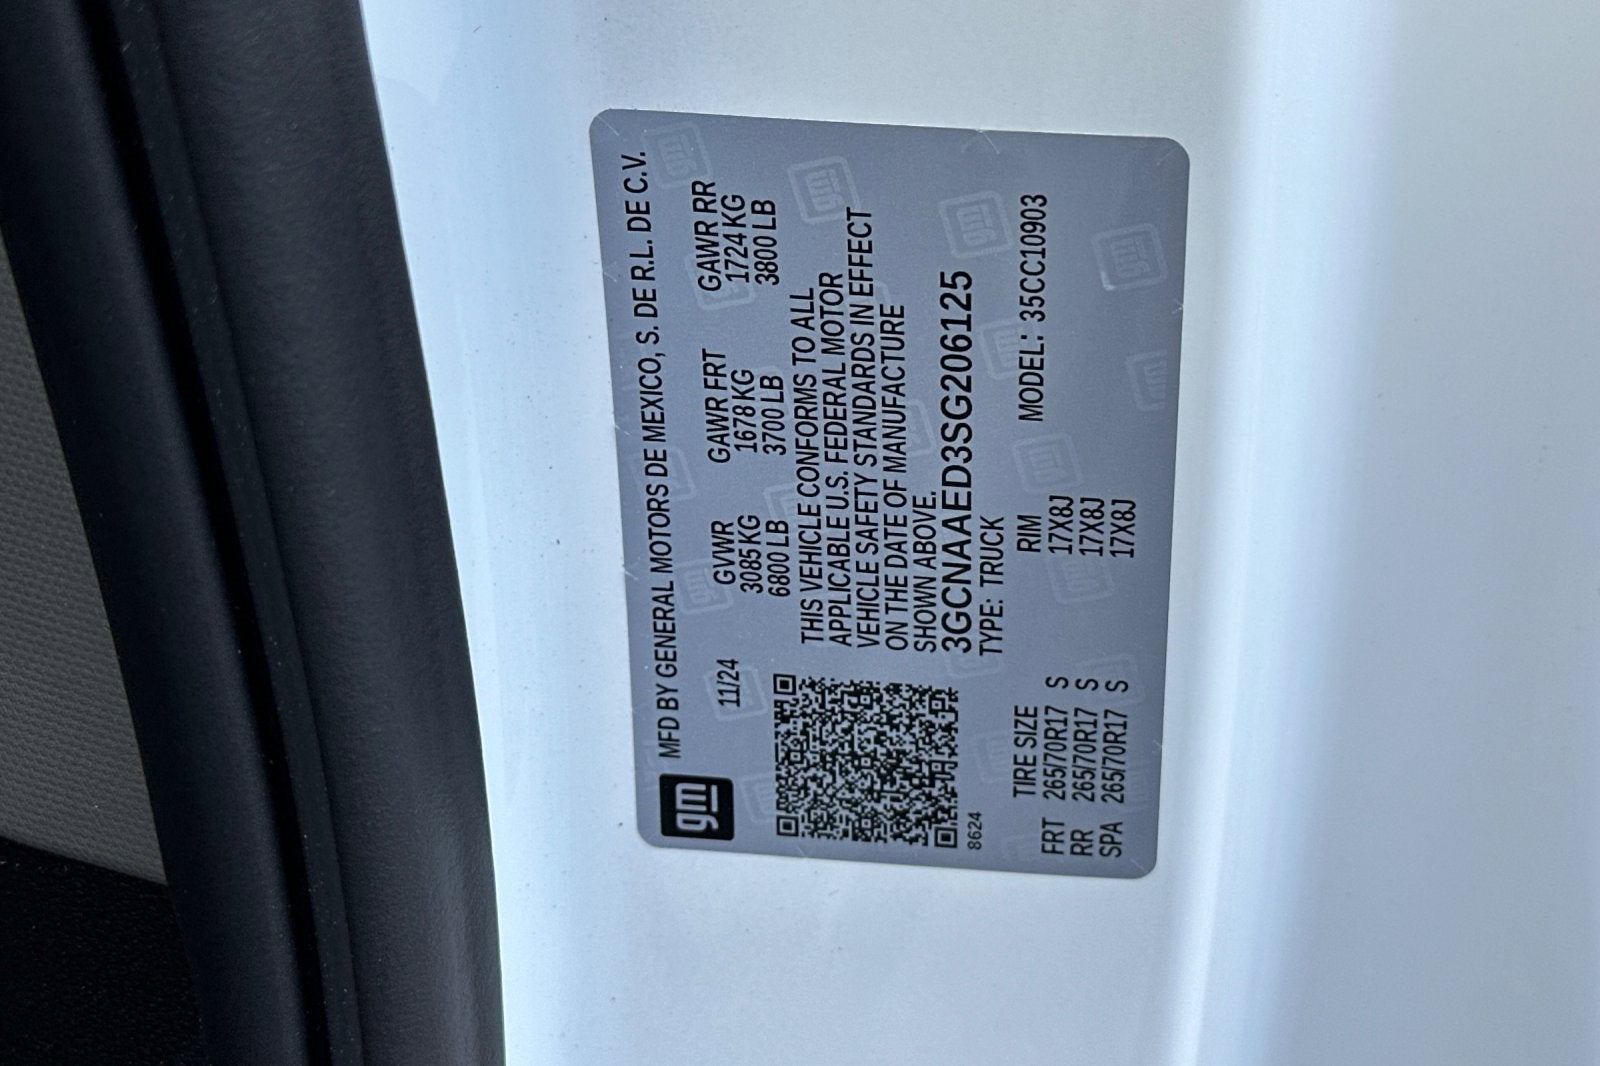 gm MFD BY GENERAL MOTORS DE MEXICO, S. DE R.L. DE C.V.
11/24 GVWR GAWR FRT GAWR RR
3085 KG 1678 KG 1724 KG
6800 LB 3700 LB 3800 LB
THIS VEHICLE CONFORMS TO ALL
APPLICABLE U.S. FEDERAL MOTOR
VEHICLE SAFETY STANDARDS IN EFFECT
ON THE DATE OF MANUFACTURE
SHOWN ABOVE.
3GCNAAED3SG206125
8624 TYPE: TRUCK
TIRE SIZE RIM MODEL: 35CC10903
FRT 265/70R17 S 17X8J
RR 265/70R17 S 17X8J
SPA 265/70R17 S 17X8J